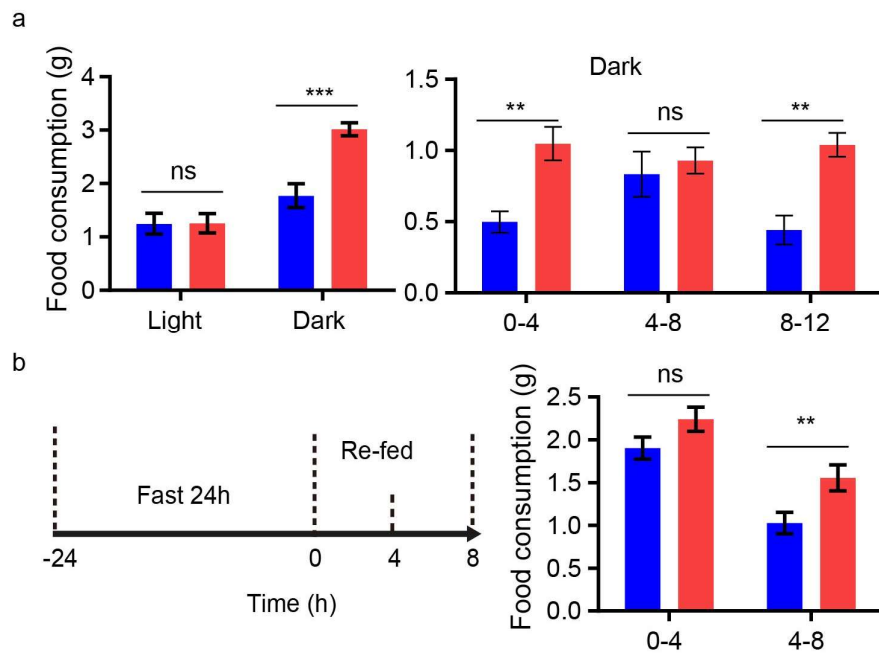 a
Food consumption (g)
4
3
2
1
0
ns
***
Light
Dark
Dark
1.5
1.0
0.5
0.0
**
ns
**
0-4
4-8
8-12
b
Fast 24h
Re-fed
-24
0
4
8
Time (h)
Food consumption (g)
2.5
2.0
1.5
1.0
0.5
0.0
ns
**
0-4
4-8